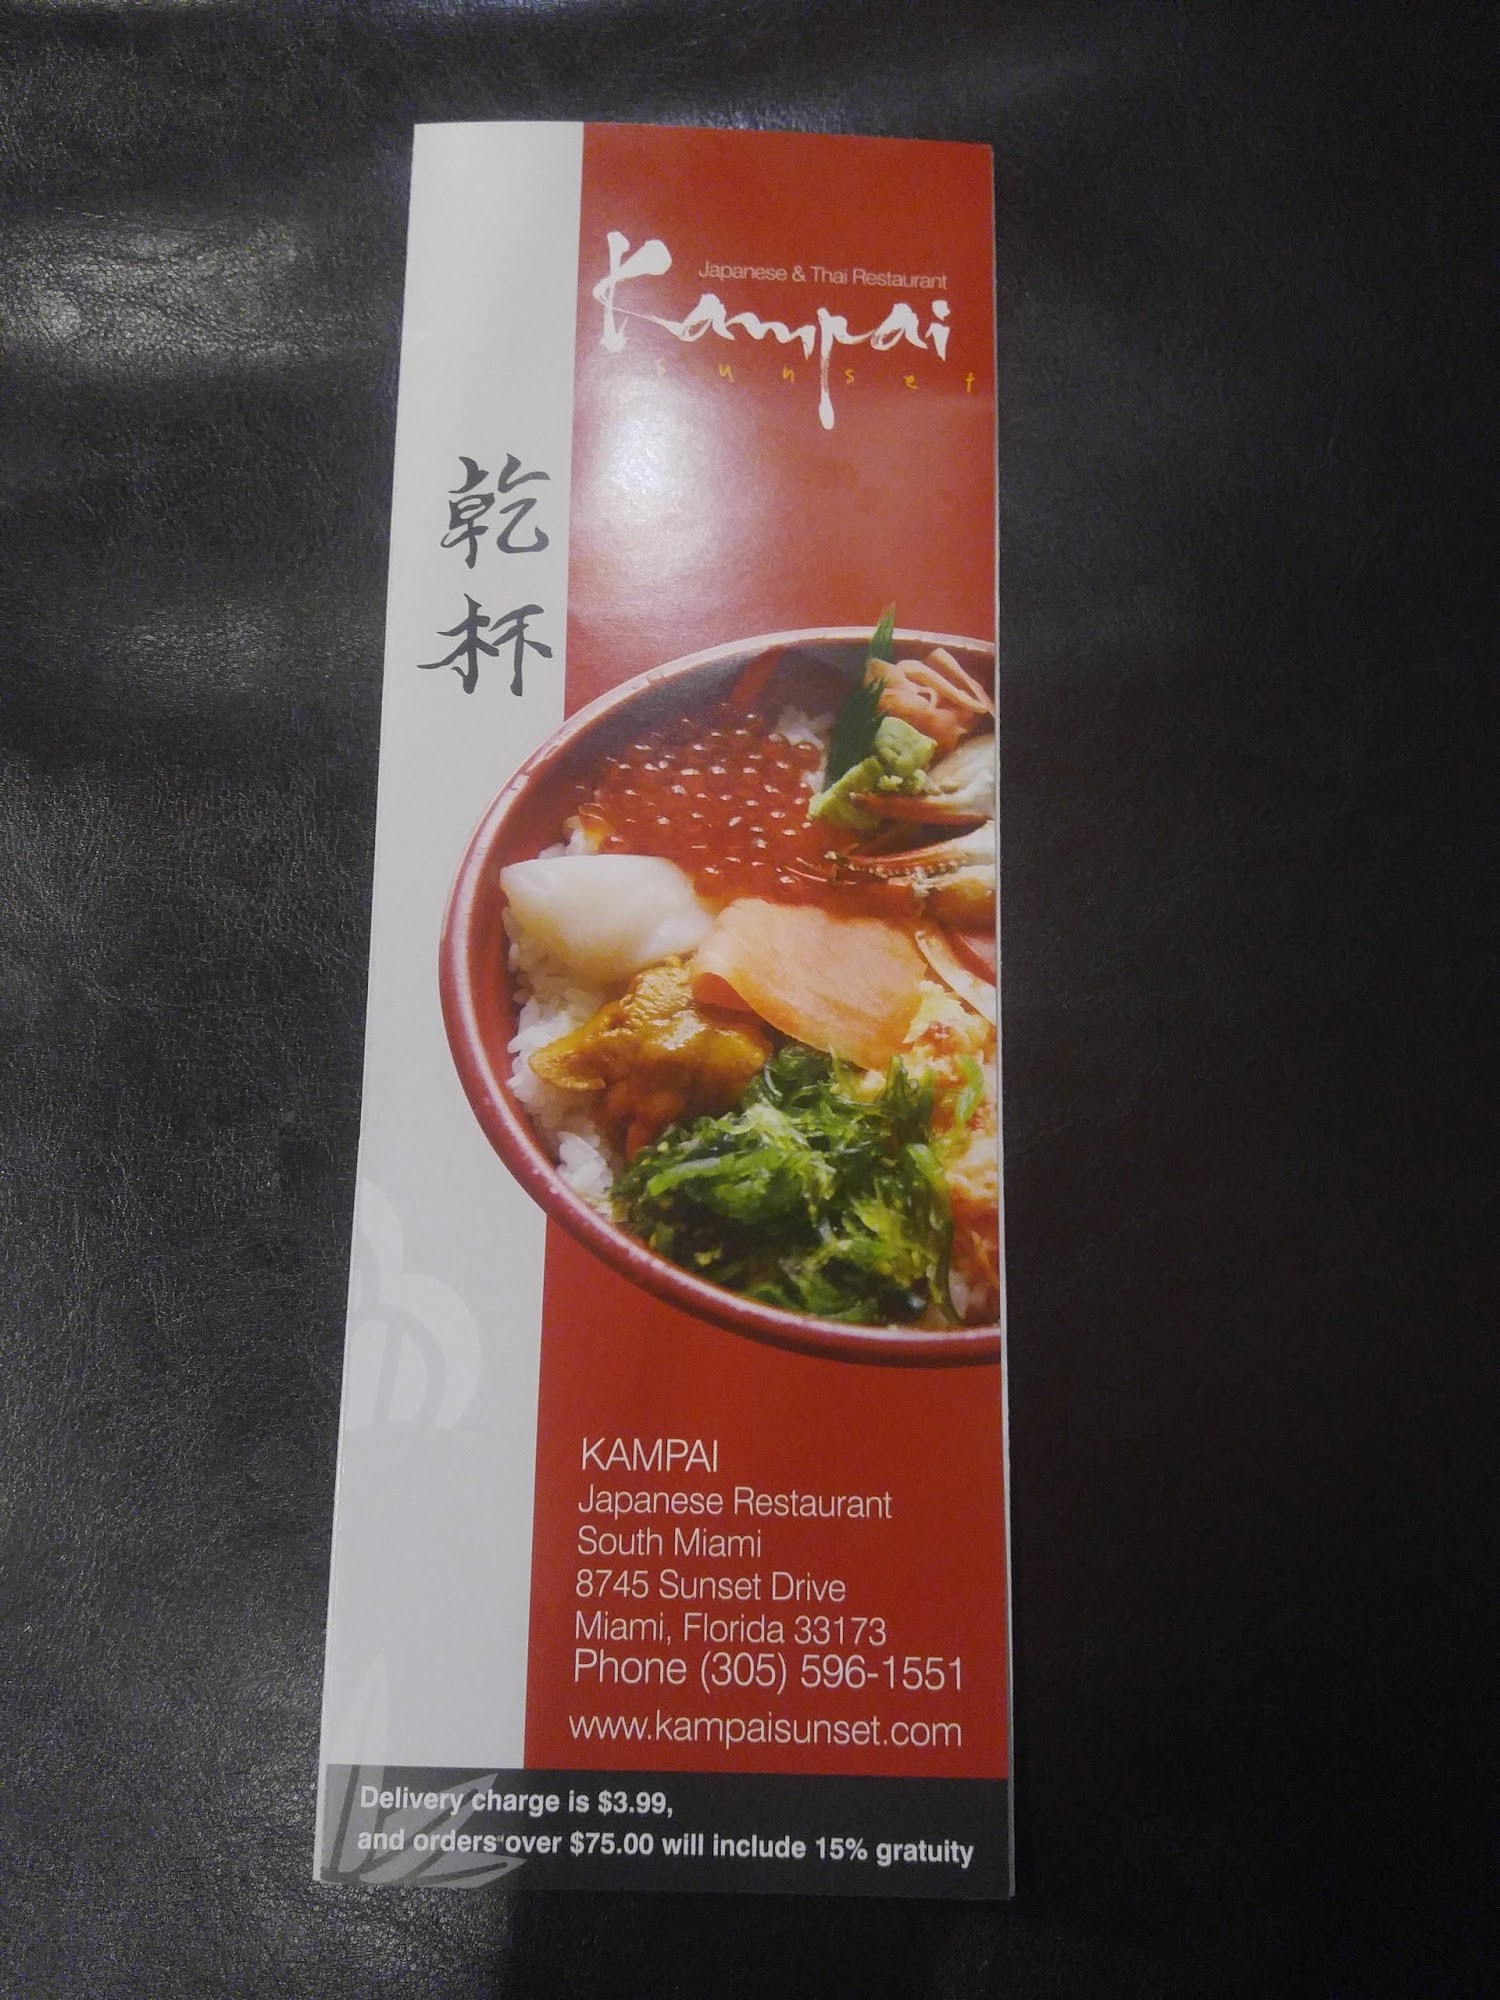 Japanese & Thai Restaurant
Kampai
sunset
乾
杯
KAMPAI
Japanese Restaurant
South Miami
8745 Sunset Drive
Miami, Florida 33173
Phone (305) 596-1551
www.kampaisunset.com
Delivery charge is $3.99,
and orders over $75.00 will include 15% gratuity